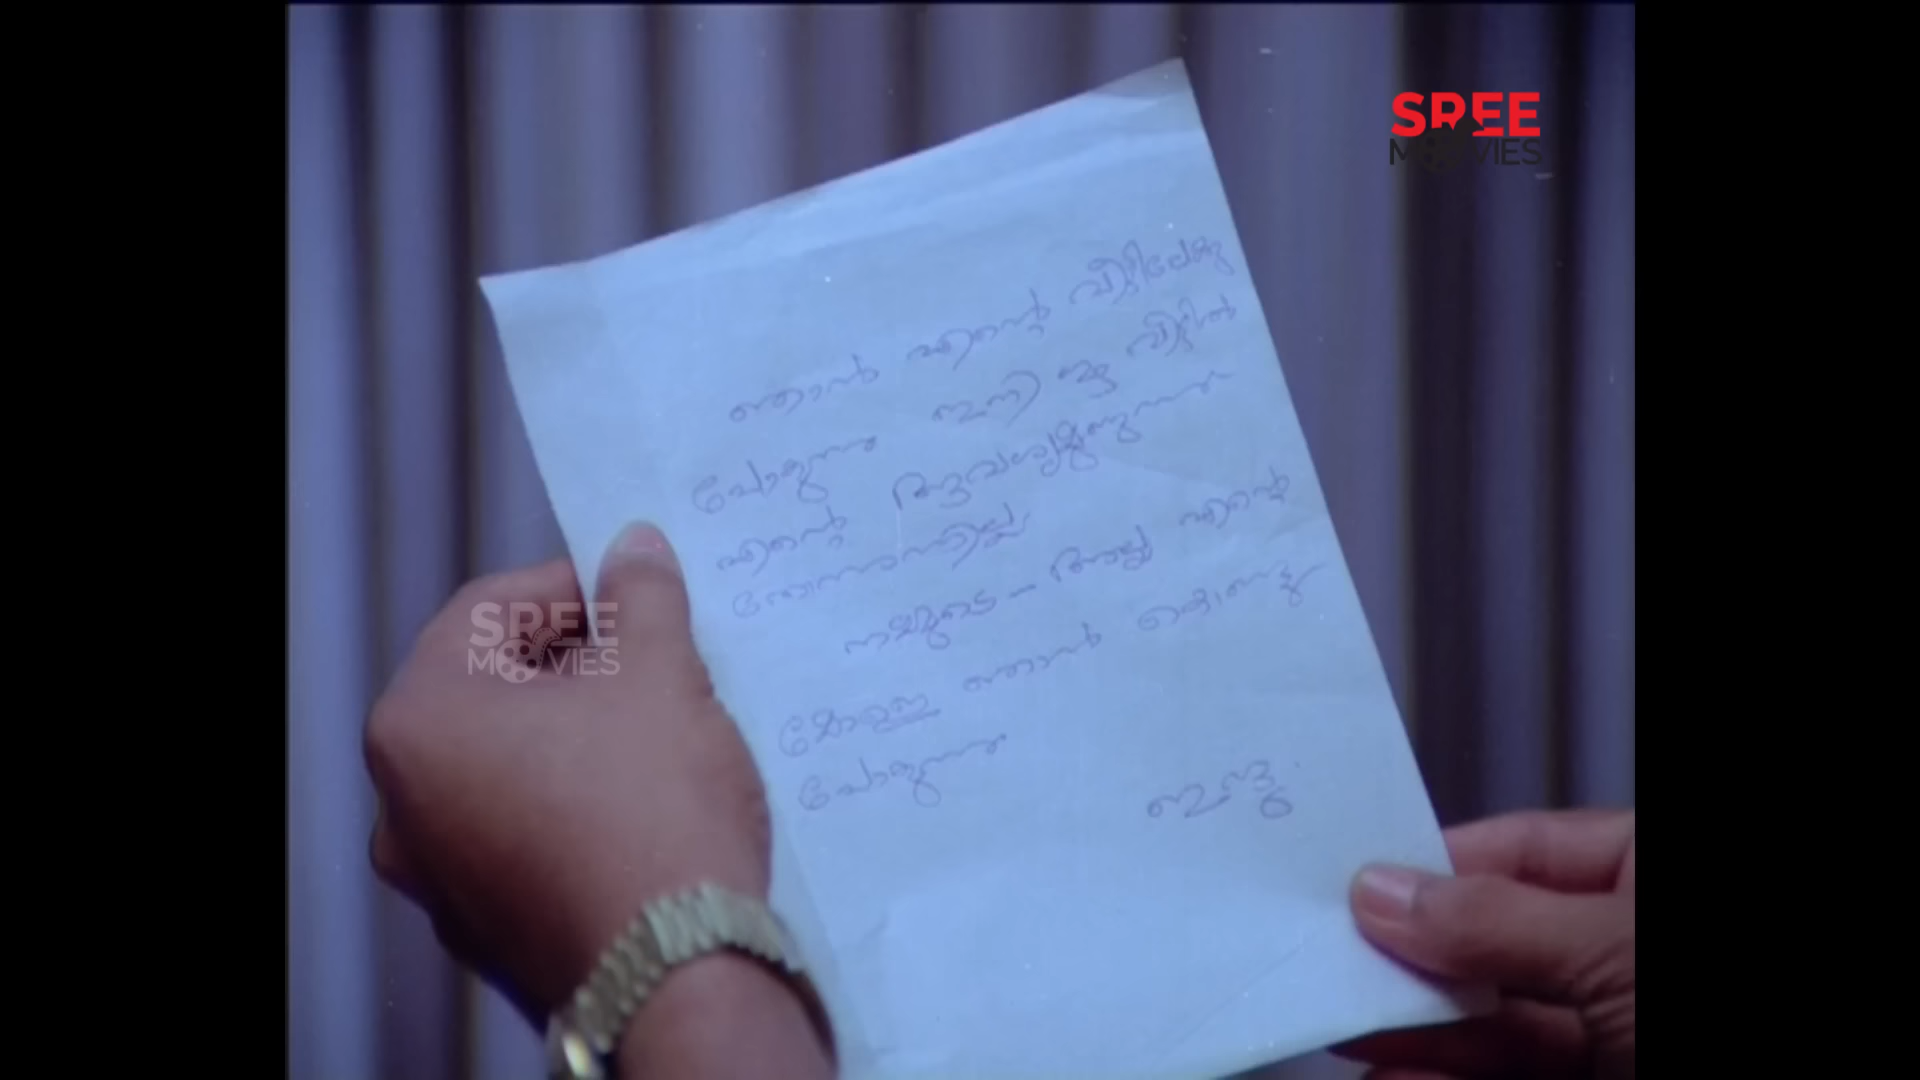 SREE
MOVIES
ഞാൻ എന്റെ വീട്ടിലേക്കു
പോകുന്നു ഇനി ഈ വീട്ടിൽ
എന്റെ ആവശ്യമുണ്ടെന്നു
തോന്നുന്നില്ല
നമ്മുടെ - അല്ല എന്റെ
മോളെ ഞാൻ കൊണ്ടു
പോകുന്നു
ഇന്ദു.
SREE
MOVIES